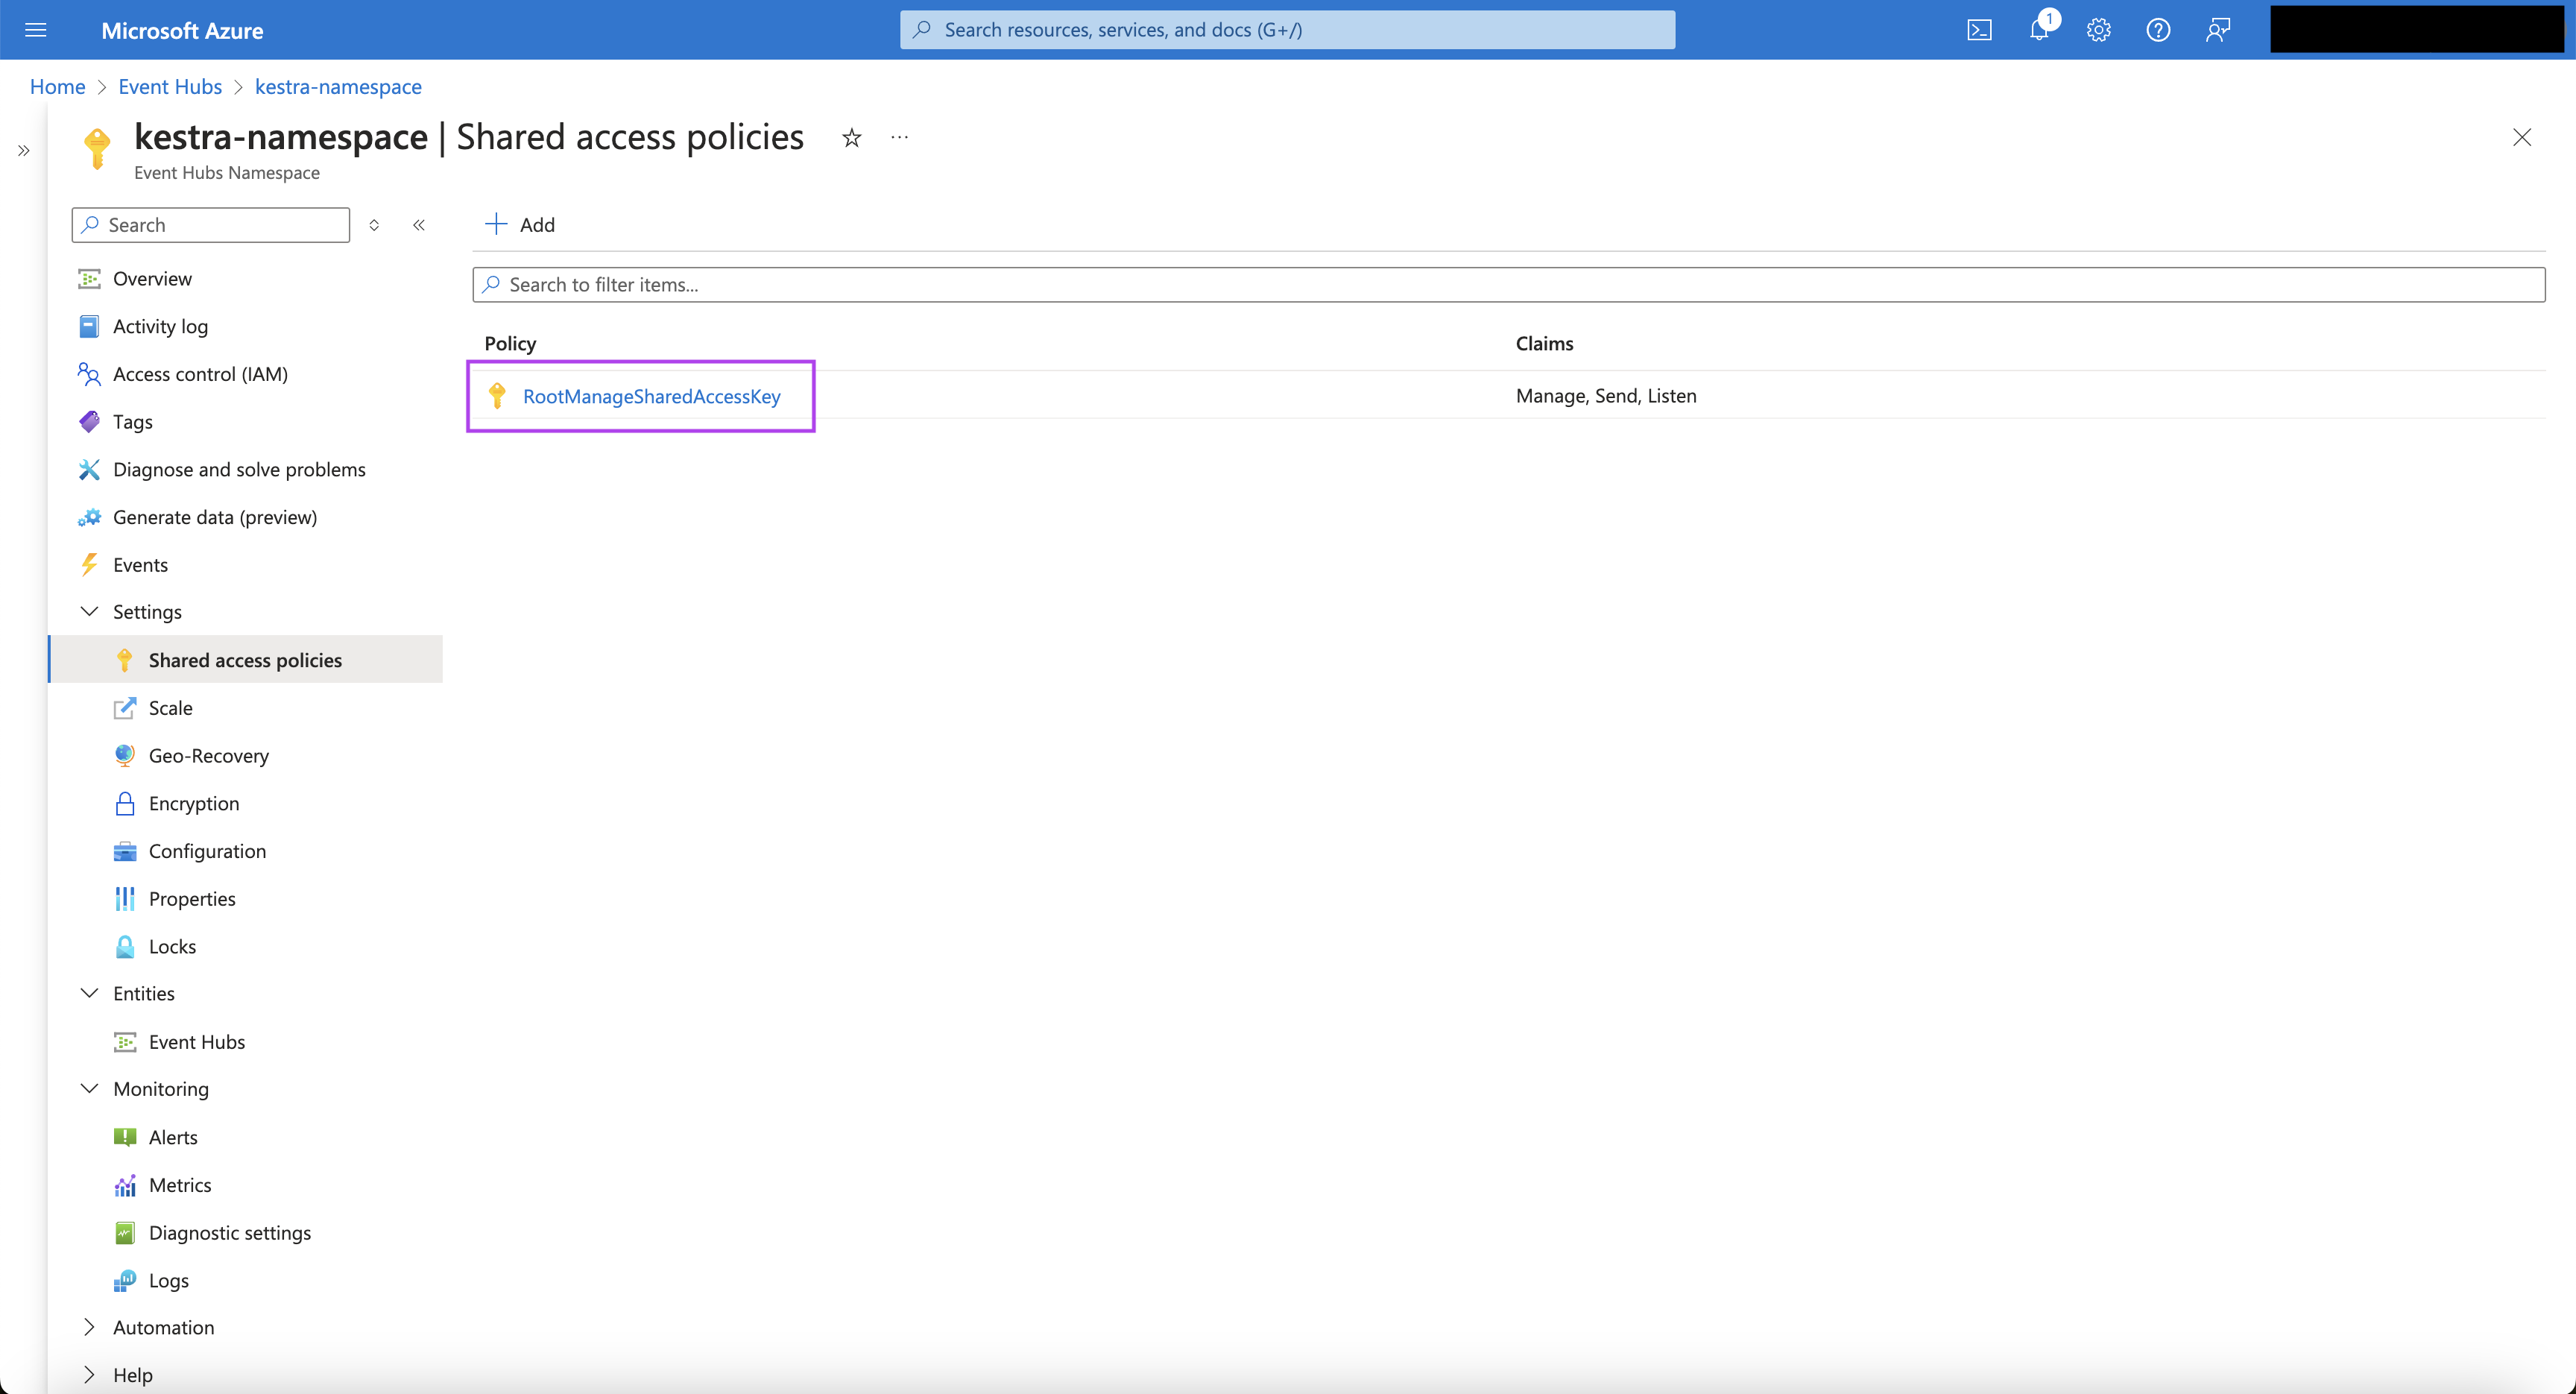 Microsoft Azure
Search resources, services, and docs (G+/)
1
Home > Event Hubs > kestra-namespace
kestra-namespace | Shared access policies
Event Hubs Namespace
Search
Add
Search to filter items...
Policy Claims
RootManageSharedAccessKey Manage, Send, Listen
Overview
Activity log
Access control (IAM)
Tags
Diagnose and solve problems
Generate data (preview)
Events
Settings
Shared access policies
Scale
Geo-Recovery
Encryption
Configuration
Properties
Locks
Entities
Event Hubs
Monitoring
Alerts
Metrics
Diagnostic settings
Logs
Automation
Help